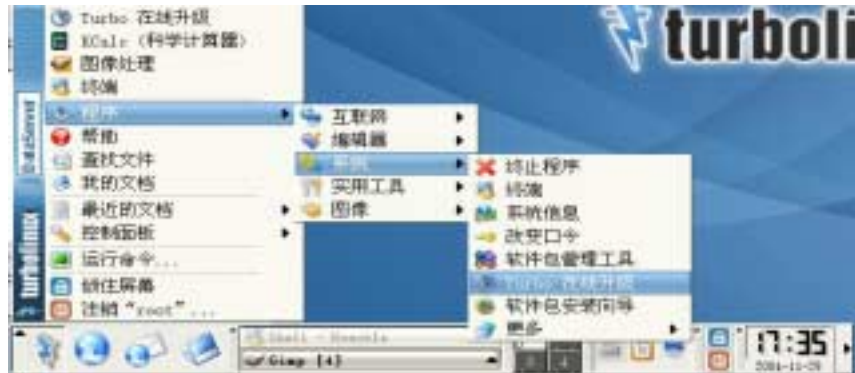 Turbo 在线升级
KCalc (科学计算器)
图像处理
终端
程序
帮助
查找文件
我的文档
最近的文档
控制面板
运行命令...
锁住屏幕
注销 "root"...
turbolinux
互联网
编辑器
系统
实用工具
图像
终止程序
终端
系统信息
改变口令
软件包管理工具
Turbo 在线升级
软件包安装向导
更多
turboli
Shell - Konsole
Gimp [4]
17:35